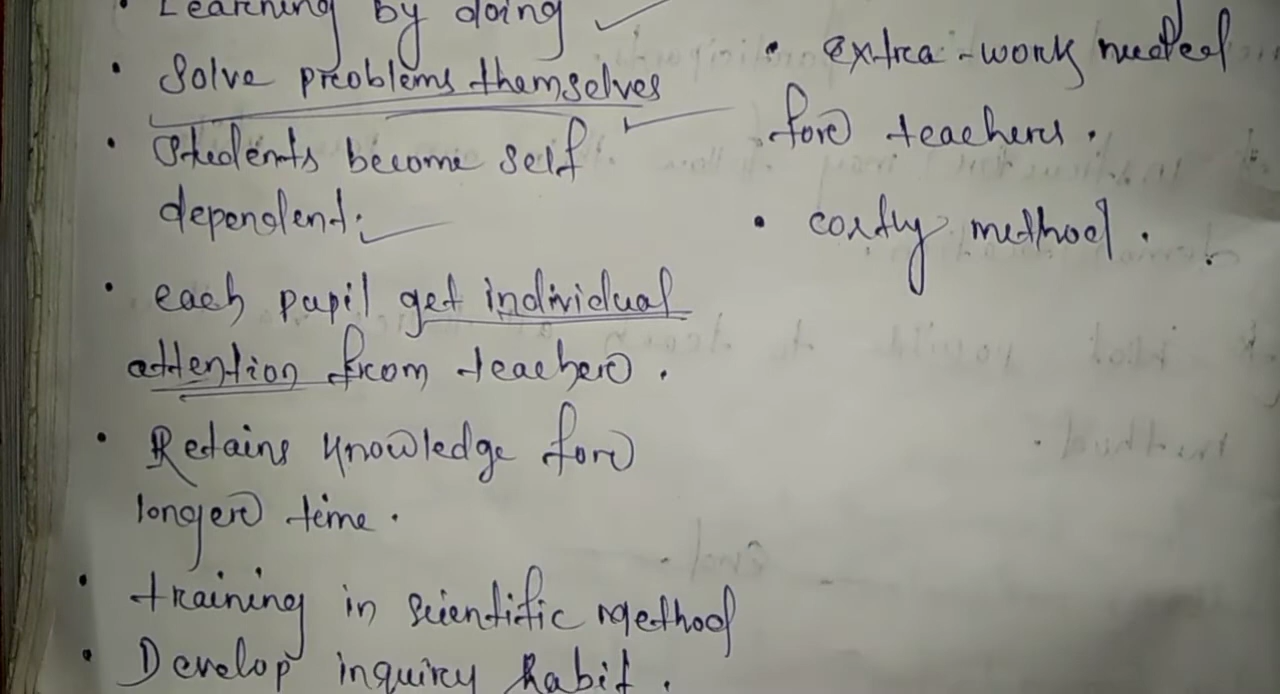 • Learning by doing
• Solve problems themselves
• Students become self
dependent.
• each pupil get individual
attention from teacher.
• Retains knowledge for
longer time.
• training in scientific method
• Develop inquiry habit.
• extra-work needed
for teachers.
• costly method.